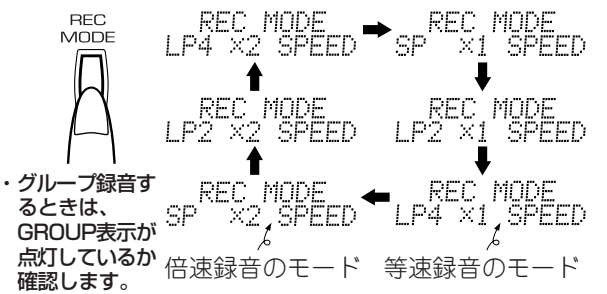 REC
MODE
REC MODE
LP4 ×2 SPEED
REC MODE
SP ×1 SPEED
REC MODE
LP2 ×2 SPEED
REC MODE
LP2 ×1 SPEED
REC MODE
SP ×2 SPEED
REC MODE
LP4 ×1 SPEED
・グループ録音す
るときは、
GROUP表示が
点灯しているか
確認します。
倍速録音のモード
等速録音のモード